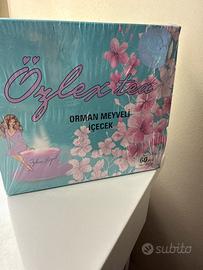 Özlex tea
ORMAN MEYVELİ
İÇECEK
60
subito